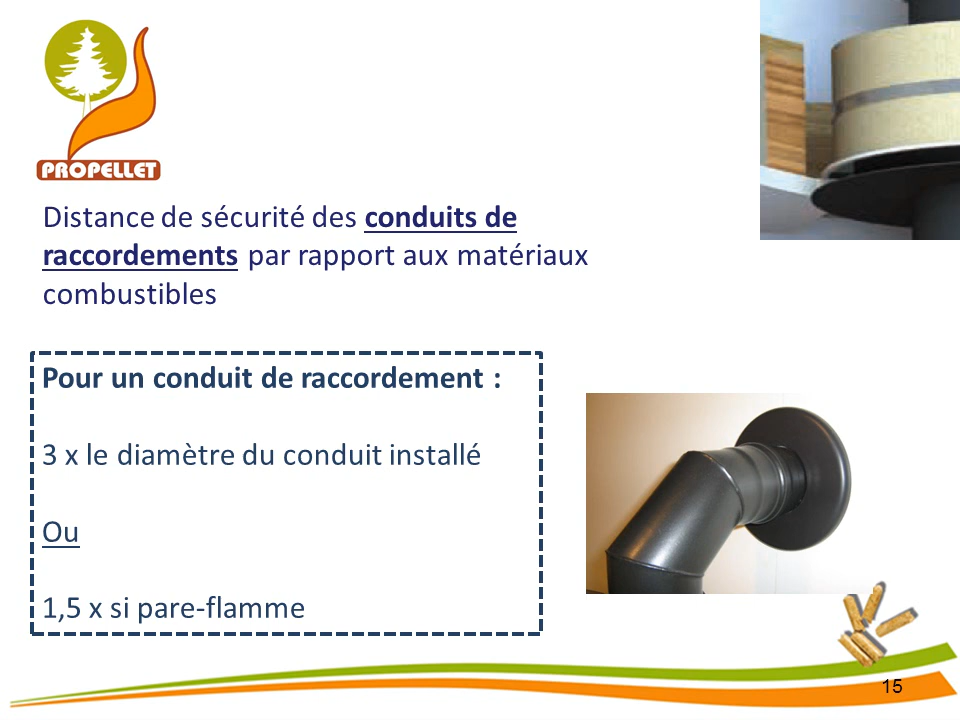 PROPELLET
Distance de sécurité des conduits de
raccordements par rapport aux matériaux
combustibles
Pour un conduit de raccordement :
3 x le diamètre du conduit installé
Ou
1,5 x si pare-flamme
15